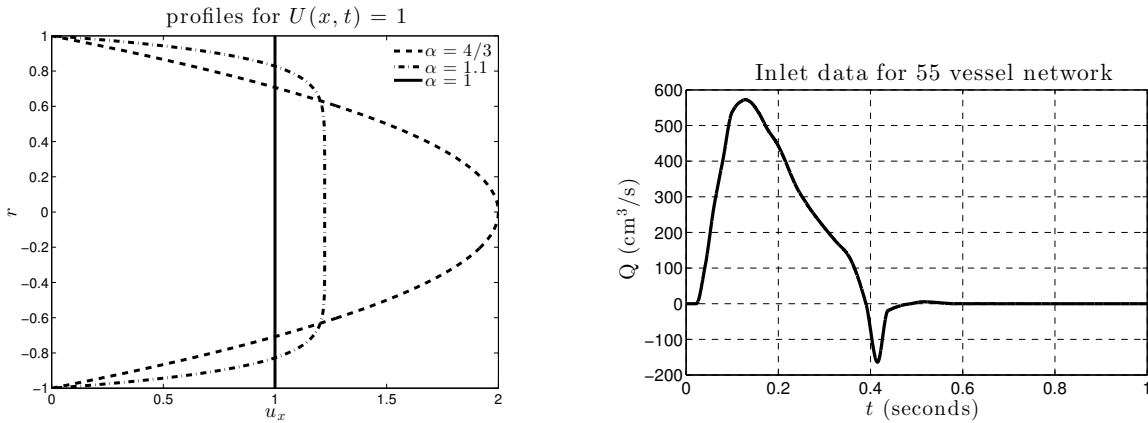 profiles for U(x, t) = 1
1
0.8
0.6
0.4
0.2
0
−0.2
−0.4
−0.6
−0.8
−1
r
α = 4/3
α = 1.1
α = 1
0 0.5 1 1.5 2
u_x
Inlet data for 55 vessel network
600
500
400
300
200
100
0
−100
−200
Q (cm³/s)
0 0.2 0.4 0.6 0.8 1
t (seconds)